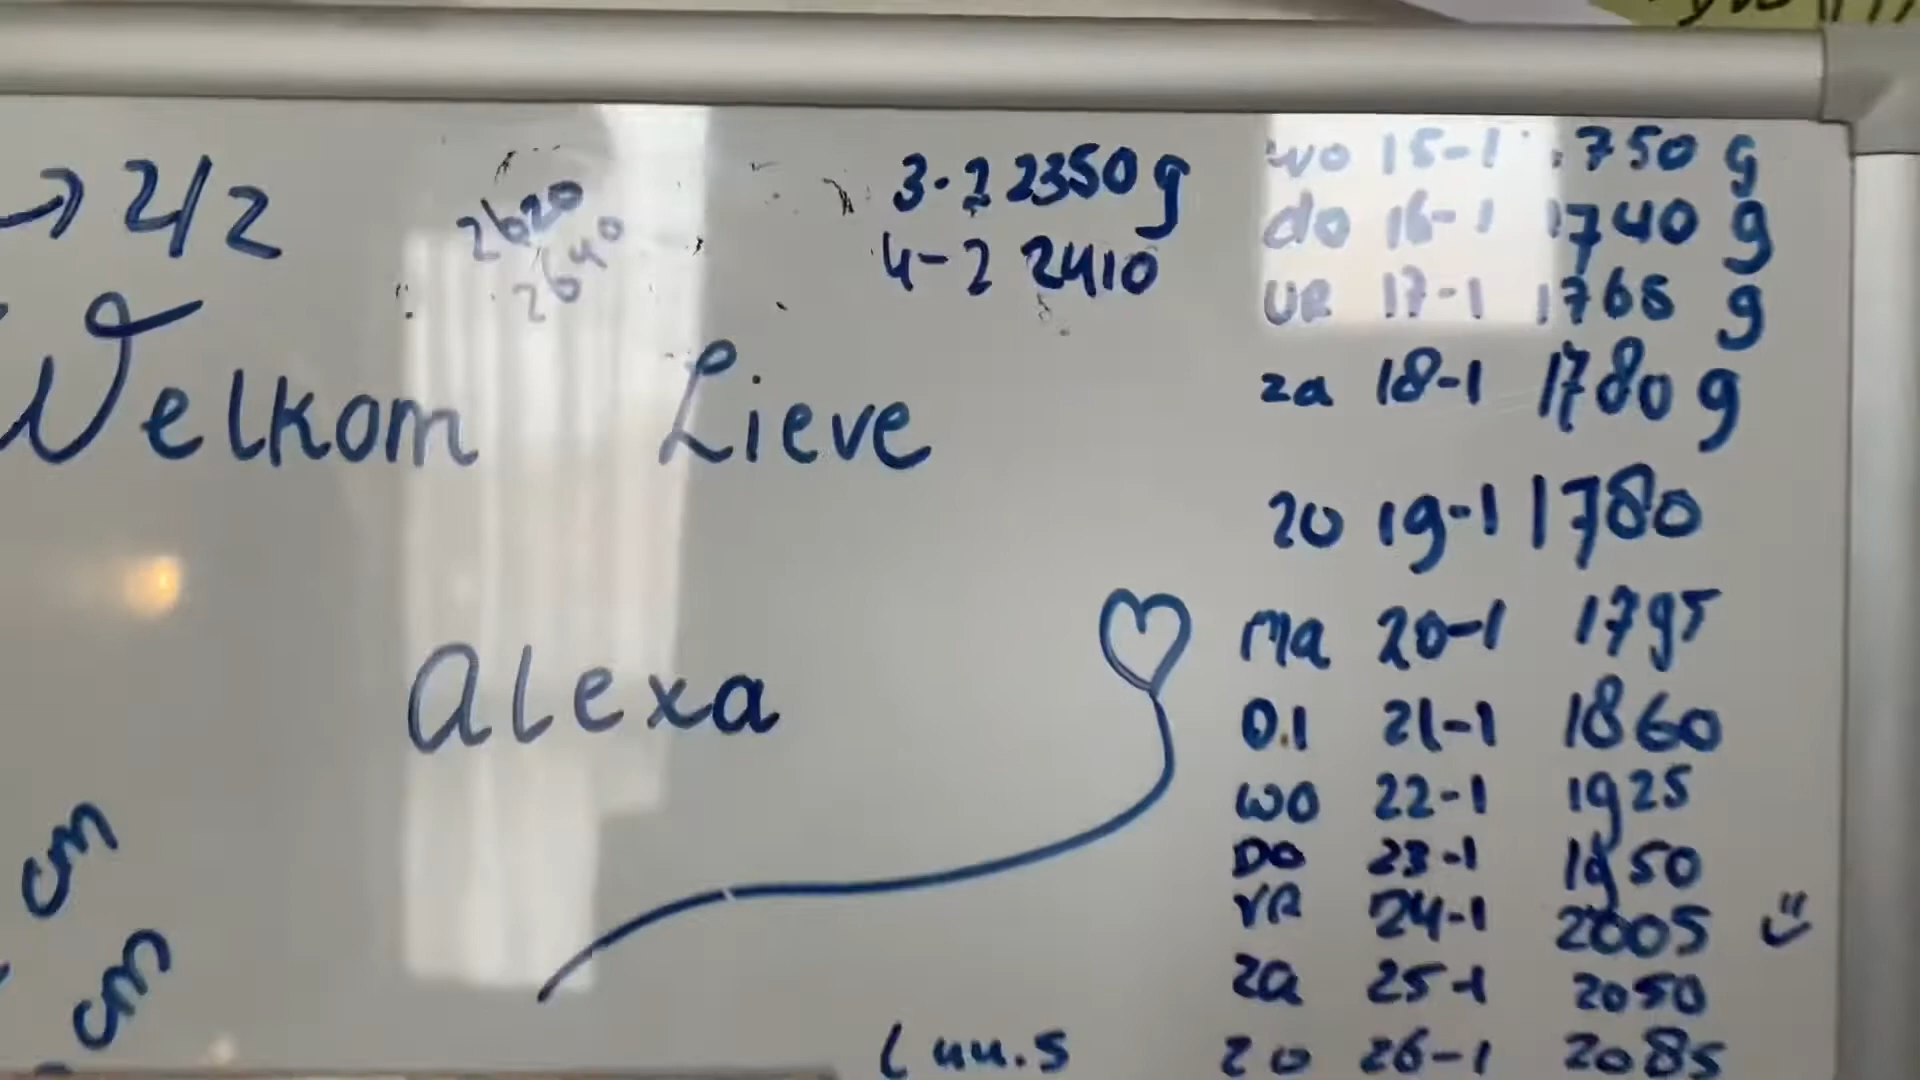 → 2/2
2620
2640
3-2 2350 g
4-2 2410
Welkom Lieve
Alexa
cm
cm
wo 15-1 1750 g
do 16-1 1740 g
VR 17-1 1765 g
za 18-1 1780 g
zo 19-1 1780
Ma 20-1 1795
DI 21-1 1860
WO 22-1 1925
DO 23-1 1950
VR 24-1 2005
za 25-1 2050
zo 26-1 2085